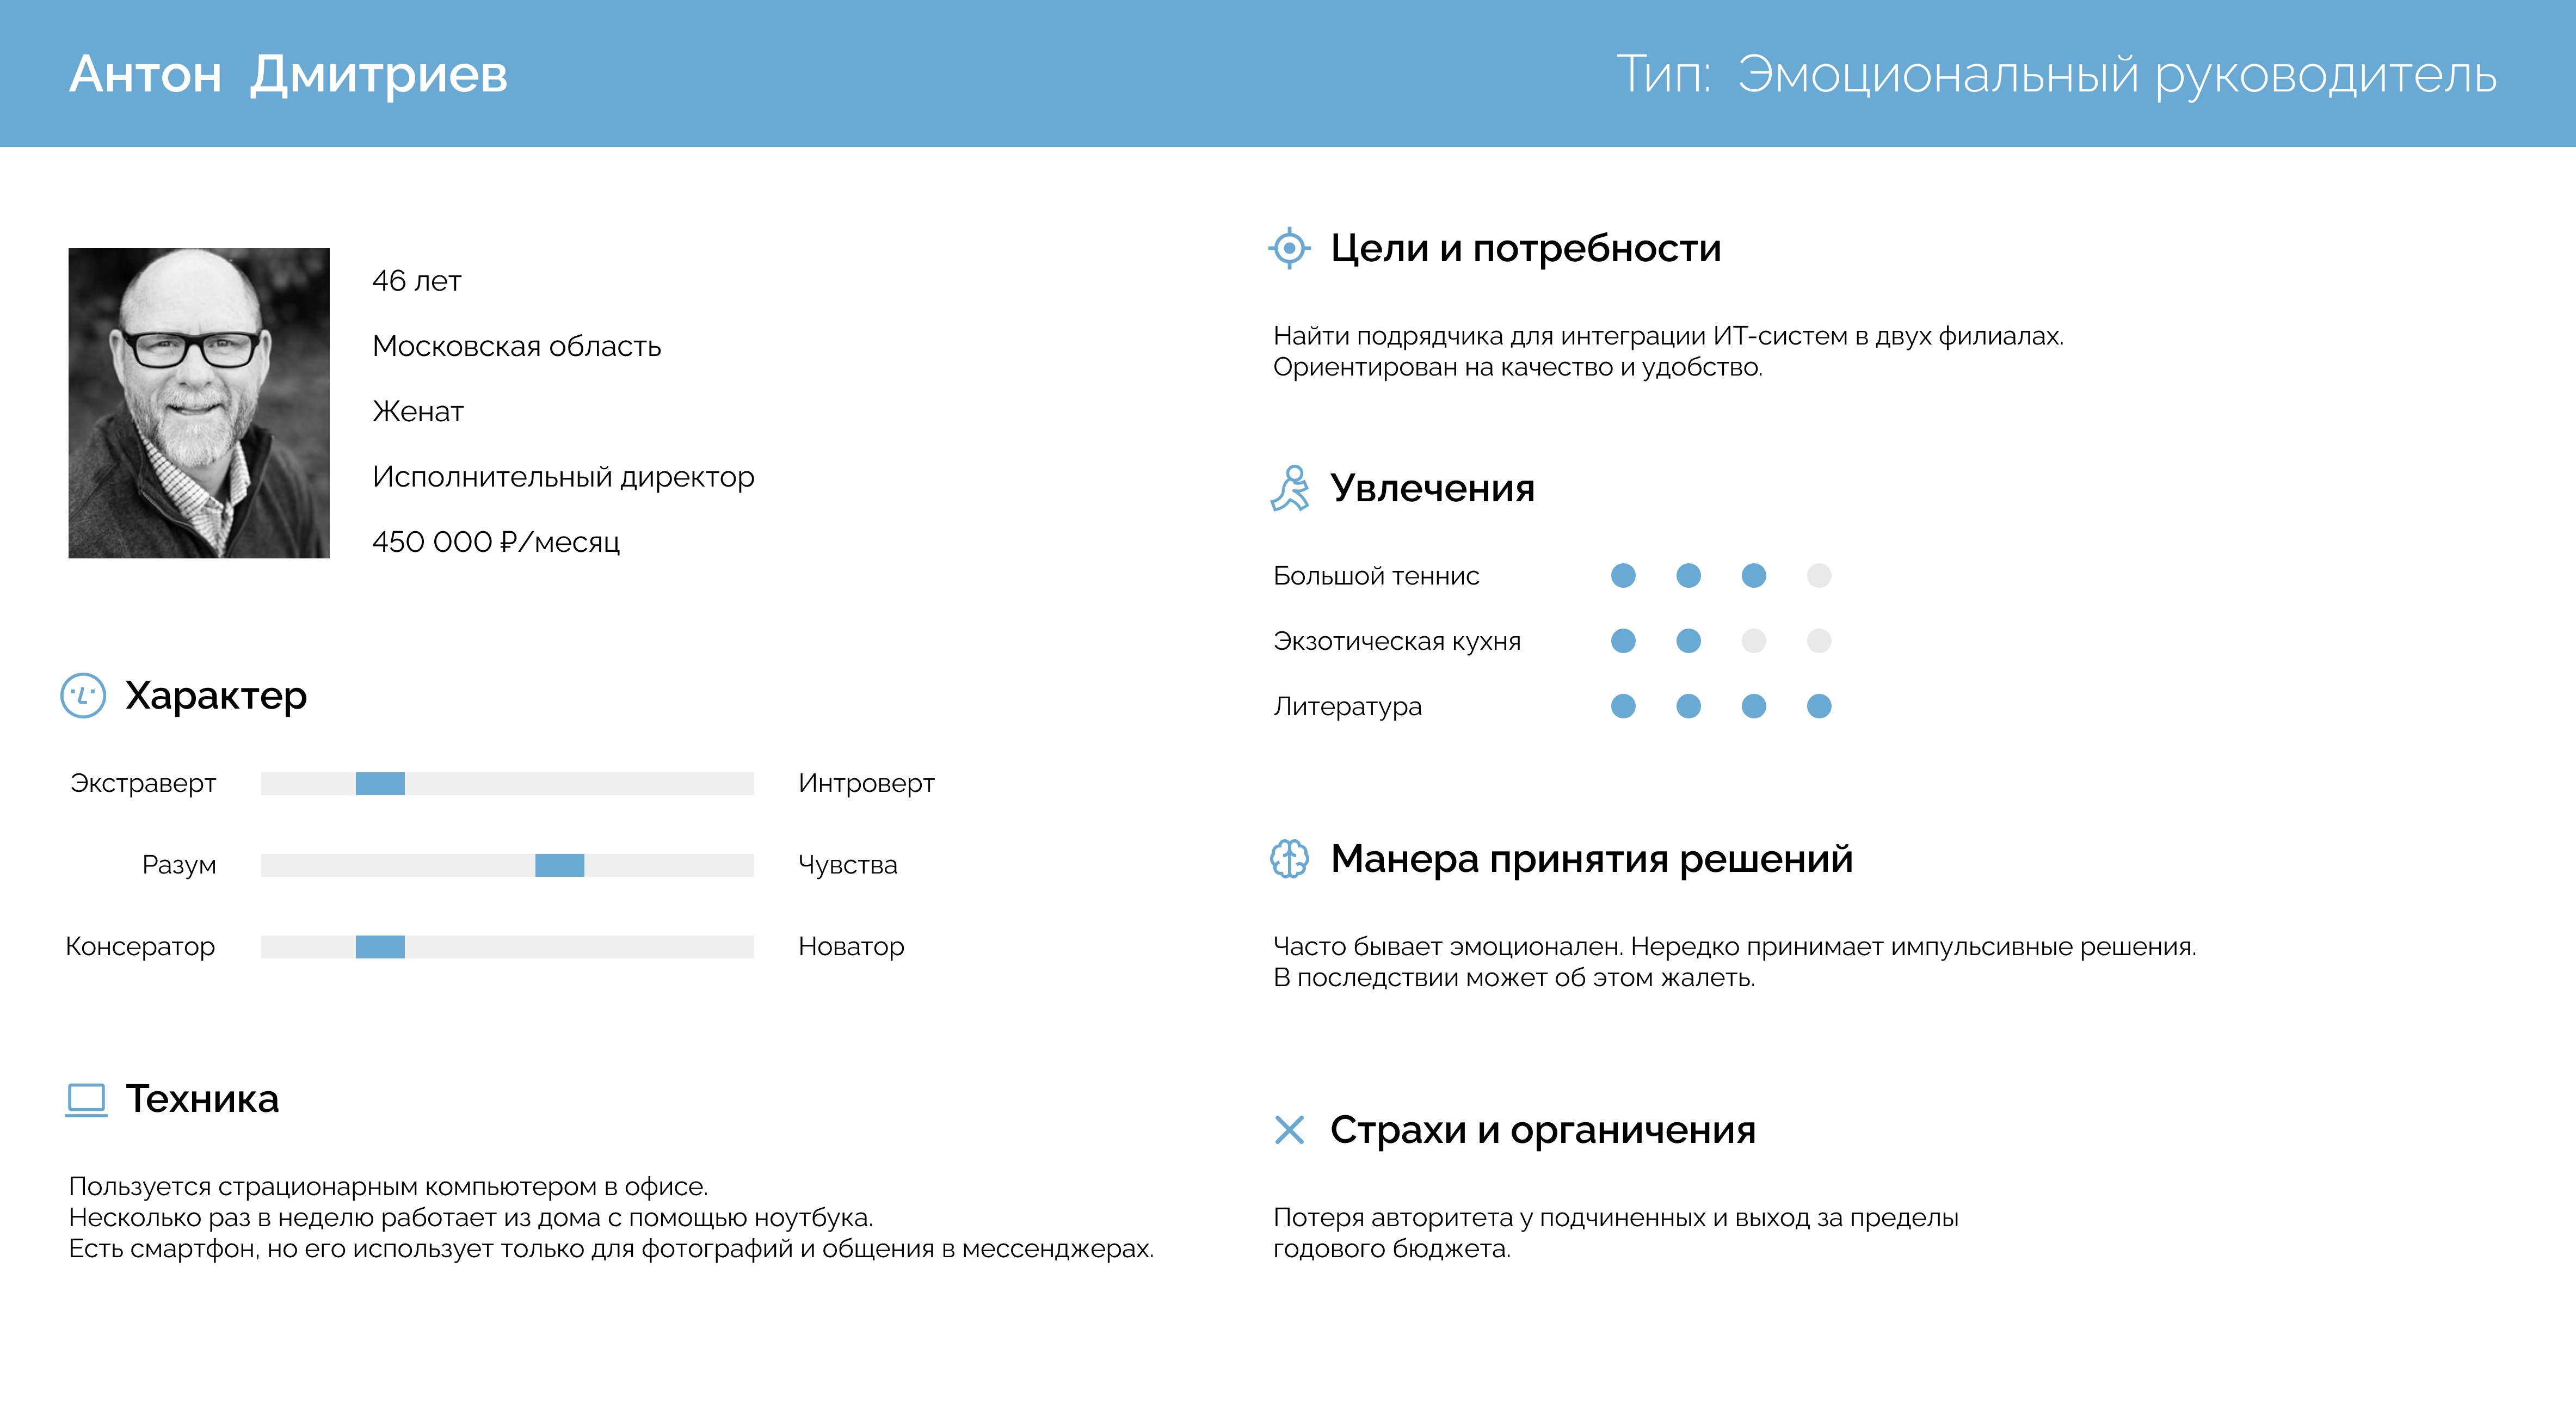 Антон Дмитриев
Тип: Эмоциональный руководитель
46 лет
Московская область
Женат
Исполнительный директор
450 000 ₽/месяц
Характер
Экстраверт Интроверт
Разум Чувства
Консератор Новатор
Техника
Пользуется страционарным компьютером в офисе.
Несколько раз в неделю работает из дома с помощью ноутбука.
Есть смартфон, но его использует только для фотографий и общения в мессенджерах.
Цели и потребности
Найти подрядчика для интеграции ИТ-систем в двух филиалах.
Ориентирован на качество и удобство.
Увлечения
Большой теннис
Экзотическая кухня
Литература
Манера принятия решений
Часто бывает эмоционален. Нередко принимает импульсивные решения.
В последствии может об этом жалеть.
Страхи и органичения
Потеря авторитета у подчиненных и выход за пределы
годового бюджета.